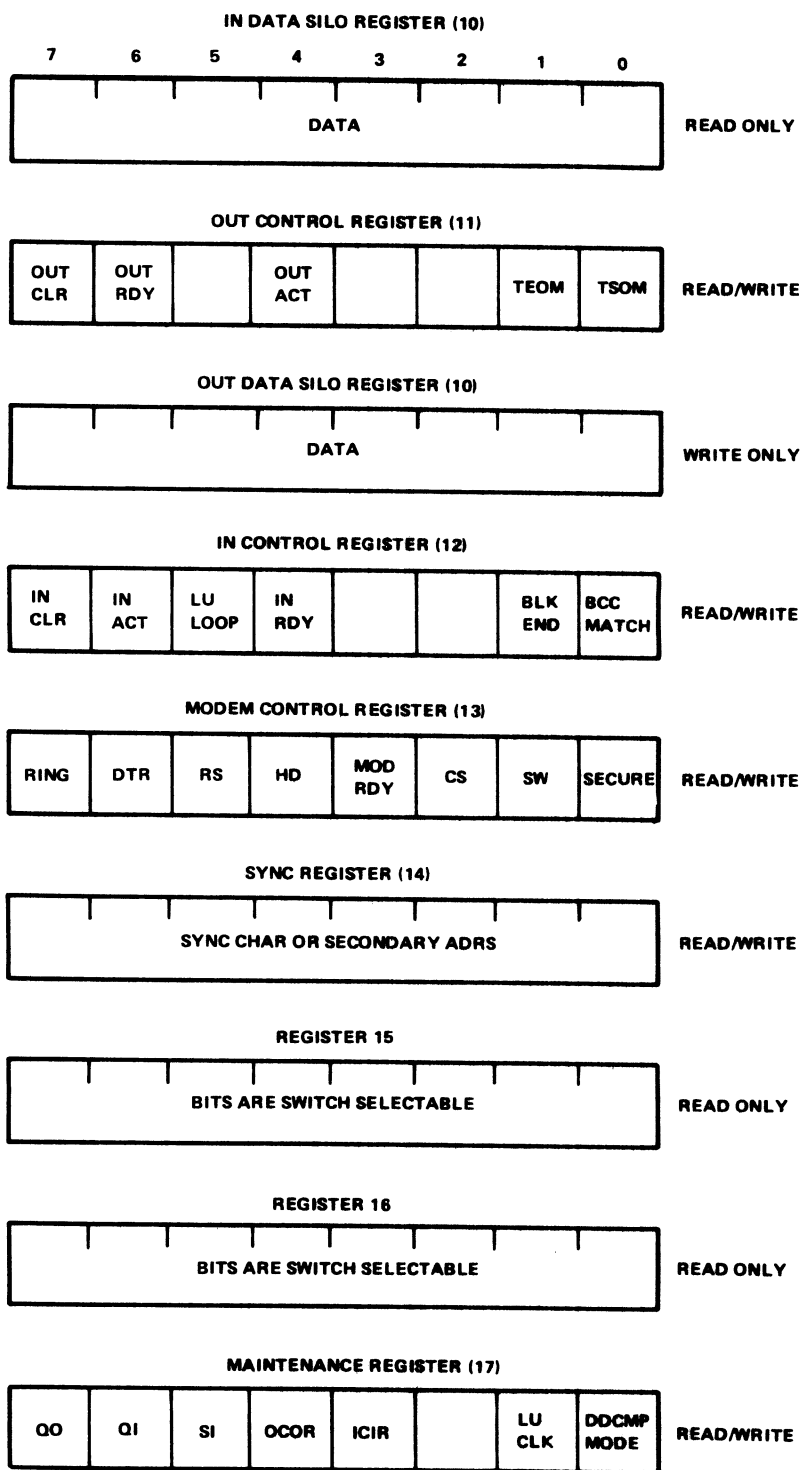 IN DATA SILO REGISTER (10)
7 6 5 4 3 2 1 0
DATA
READ ONLY
OUT CONTROL REGISTER (11)
OUT CLR
OUT RDY
OUT ACT
TEOM
TSOM
READ/WRITE
OUT DATA SILO REGISTER (10)
DATA
WRITE ONLY
IN CONTROL REGISTER (12)
IN CLR
IN ACT
LU LOOP
IN RDY
BLK END
BCC MATCH
READ/WRITE
MODEM CONTROL REGISTER (13)
RING
DTR
RS
HD
MOD RDY
CS
SW
SECURE
READ/WRITE
SYNC REGISTER (14)
SYNC CHAR OR SECONDARY ADRS
READ/WRITE
REGISTER 15
BITS ARE SWITCH SELECTABLE
READ ONLY
REGISTER 16
BITS ARE SWITCH SELECTABLE
READ ONLY
MAINTENANCE REGISTER (17)
QO
QI
SI
OCOR
ICIR
LU CLK
DDCMP MODE
READ/WRITE